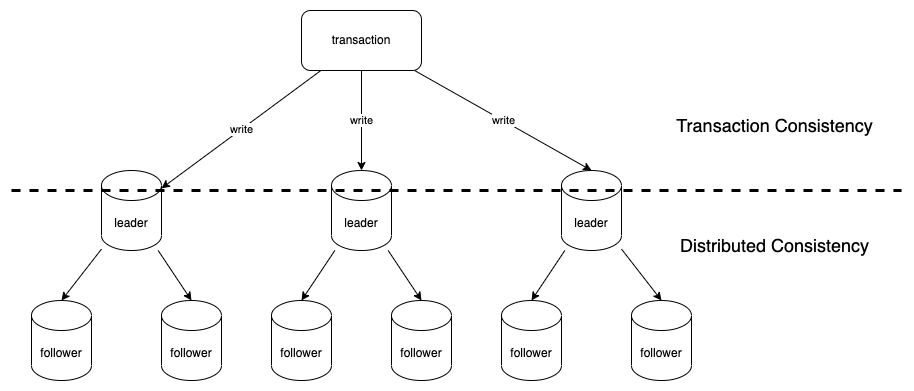 transaction
write
write
write
Transaction Consistency
leader
leader
leader
Distributed Consistency
follower
follower
follower
follower
follower
follower